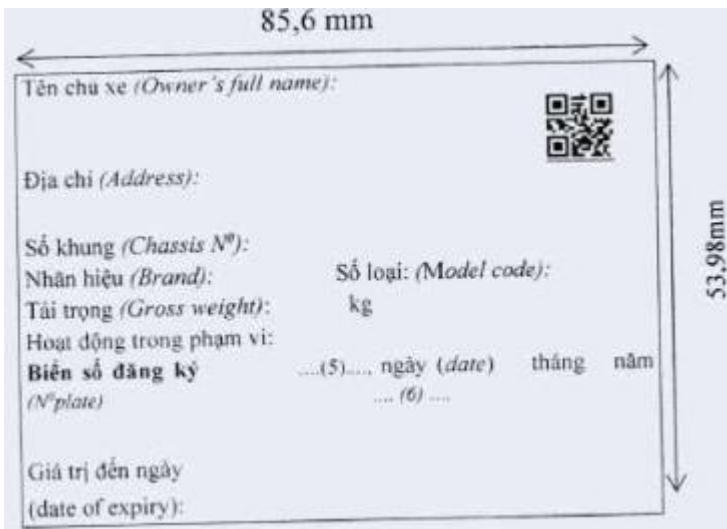 85,6 mm
Tên chủ xe (Owner's full name):
Địa chỉ (Address):
Số khung (Chassis Nº):
Nhãn hiệu (Brand): Số loại: (Model code):
Tải trọng (Gross weight): kg
Hoạt động trong phạm vi:
Biển số đăng ký ....(5)...., ngày (date) tháng năm
(Nºplate) .... (6) ....
Giá trị đến ngày
(date of expiry):
53.98mm